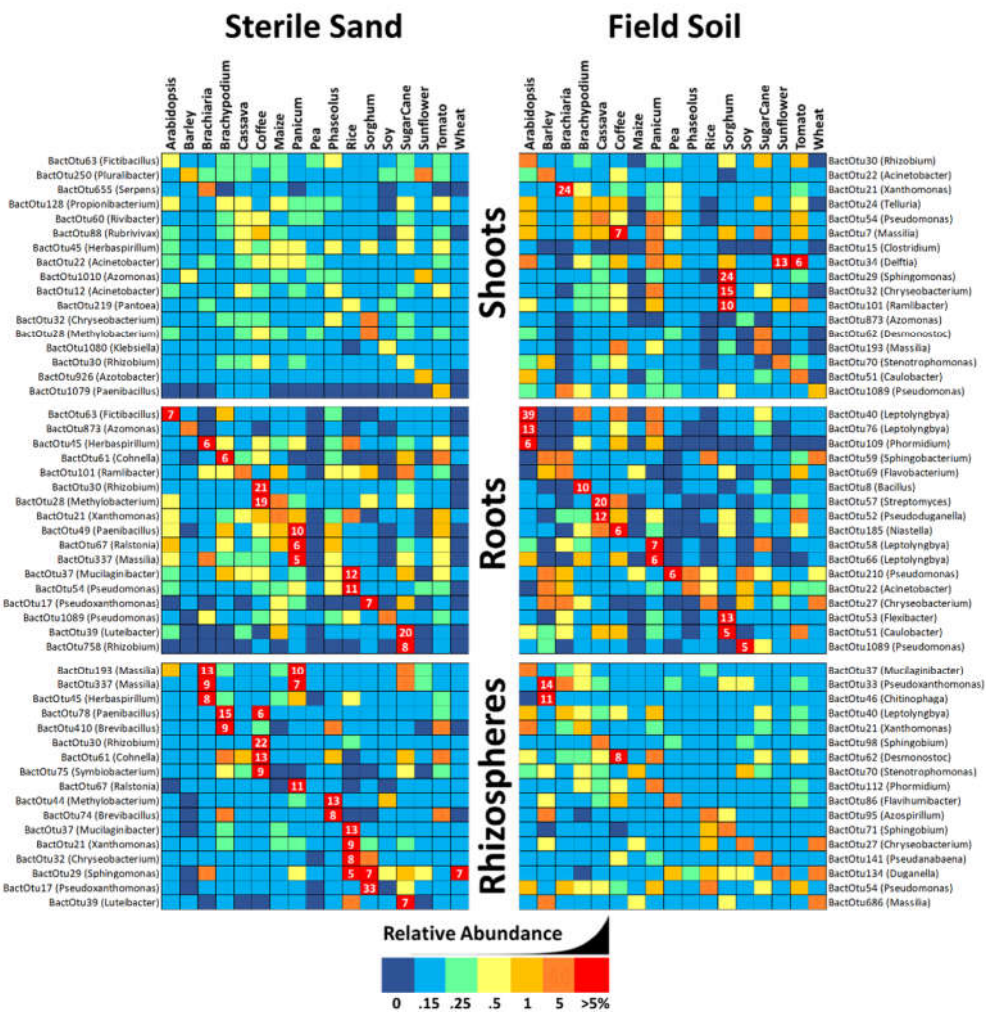 Sterile Sand
Field Soil
Arabidopsis
Barley
Brachiaria
Brachypodium
Cassava
Coffee
Maize
Panicum
Pea
Phaseolus
Rice
Sorghum
Soy
SugarCane
Sunflower
Tomato
Wheat
Arabidopsis
Barley
Brachiaria
Brachypodium
Cassava
Coffee
Maize
Panicum
Pea
Phaseolus
Rice
Sorghum
Soy
SugarCane
Sunflower
Tomato
Wheat
Shoots
BactOtu63 (Fictibacillus)
BactOtu250 (Pluralibacter)
BactOtu655 (Serpens)
BactOtu128 (Propionibacterium)
BactOtu60 (Rivibacter)
BactOtu88 (Rubrivivax)
BactOtu45 (Herbaspirillum)
BactOtu22 (Acinetobacter)
BactOtu1010 (Azomonas)
BactOtu12 (Acinetobacter)
BactOtu219 (Pantoea)
BactOtu32 (Chryseobacterium)
BactOtu28 (Methylobacterium)
BactOtu1080 (Klebsiella)
BactOtu30 (Rhizobium)
BactOtu926 (Azotobacter)
BactOtu1079 (Paenibacillus)
BactOtu30 (Rhizobium)
BactOtu22 (Acinetobacter)
24 BactOtu21 (Xanthomonas)
BactOtu24 (Telluria)
BactOtu54 (Pseudomonas)
7 BactOtu7 (Massilia)
BactOtu15 (Clostridium)
13 6 BactOtu34 (Delftia)
24 BactOtu29 (Sphingomonas)
15 BactOtu32 (Chryseobacterium)
10 BactOtu101 (Ramlibacter)
BactOtu873 (Azomonas)
BactOtu62 (Desmonostoc)
BactOtu193 (Massilia)
BactOtu70 (Stenotrophomonas)
BactOtu51 (Caulobacter)
BactOtu1089 (Pseudomonas)
Roots
BactOtu63 (Fictibacillus) 7
BactOtu873 (Azomonas)
BactOtu45 (Herbaspirillum) 6
BactOtu61 (Cohnella) 6
BactOtu101 (Ramlibacter)
BactOtu30 (Rhizobium) 21
BactOtu28 (Methylobacterium) 19
BactOtu21 (Xanthomonas)
BactOtu49 (Paenibacillus) 10
BactOtu67 (Ralstonia) 6
BactOtu337 (Massilia) 5
BactOtu37 (Mucilaginibacter) 12
BactOtu54 (Pseudomonas) 11
BactOtu17 (Pseudoxanthomonas) 7
BactOtu1089 (Pseudomonas)
BactOtu39 (Luteibacter) 20
BactOtu758 (Rhizobium) 8
39 BactOtu40 (Leptolyngbya)
13 BactOtu76 (Leptolyngbya)
6 BactOtu109 (Phormidium)
BactOtu59 (Sphingobacterium)
BactOtu69 (Flavobacterium)
10 BactOtu8 (Bacillus)
20 BactOtu57 (Streptomyces)
12 BactOtu52 (Pseudoduganella)
6 BactOtu185 (Niastella)
7 BactOtu58 (Leptolyngbya)
6 BactOtu66 (Leptolyngbya)
6 BactOtu210 (Pseudomonas)
BactOtu22 (Acinetobacter)
BactOtu27 (Chryseobacterium)
13 BactOtu53 (Flexibacter)
5 BactOtu51 (Caulobacter)
5 BactOtu1089 (Pseudomonas)
Rhizospheres
BactOtu193 (Massilia) 13 10
BactOtu337 (Massilia) 9 7
BactOtu45 (Herbaspirillum) 8
BactOtu78 (Paenibacillus) 15 6
BactOtu410 (Brevibacillus) 9
BactOtu30 (Rhizobium) 22
BactOtu61 (Cohnella) 13
BactOtu75 (Symbiobacterium) 9
BactOtu67 (Ralstonia) 11
BactOtu44 (Methylobacterium) 13
BactOtu74 (Brevibacillus) 8
BactOtu37 (Mucilaginibacter) 13
BactOtu21 (Xanthomonas) 9
BactOtu32 (Chryseobacterium) 8
BactOtu29 (Sphingomonas) 5 7 7
BactOtu17 (Pseudoxanthomonas) 33
BactOtu39 (Luteibacter) 7
BactOtu37 (Mucilaginibacter)
14 BactOtu33 (Pseudoxanthomonas)
11 BactOtu46 (Chitinophaga)
BactOtu40 (Leptolyngbya)
BactOtu21 (Xanthomonas)
BactOtu98 (Sphingobium)
8 BactOtu62 (Desmonostoc)
BactOtu70 (Stenotrophomonas)
BactOtu112 (Phormidium)
BactOtu86 (Flavihumibacter)
BactOtu95 (Azospirillum)
BactOtu71 (Sphingobium)
BactOtu27 (Chryseobacterium)
BactOtu141 (Pseudanabaena)
BactOtu134 (Duganella)
BactOtu54 (Pseudomonas)
BactOtu686 (Massilia)
Relative Abundance
0 .15 .25 .5 1 5 >5%